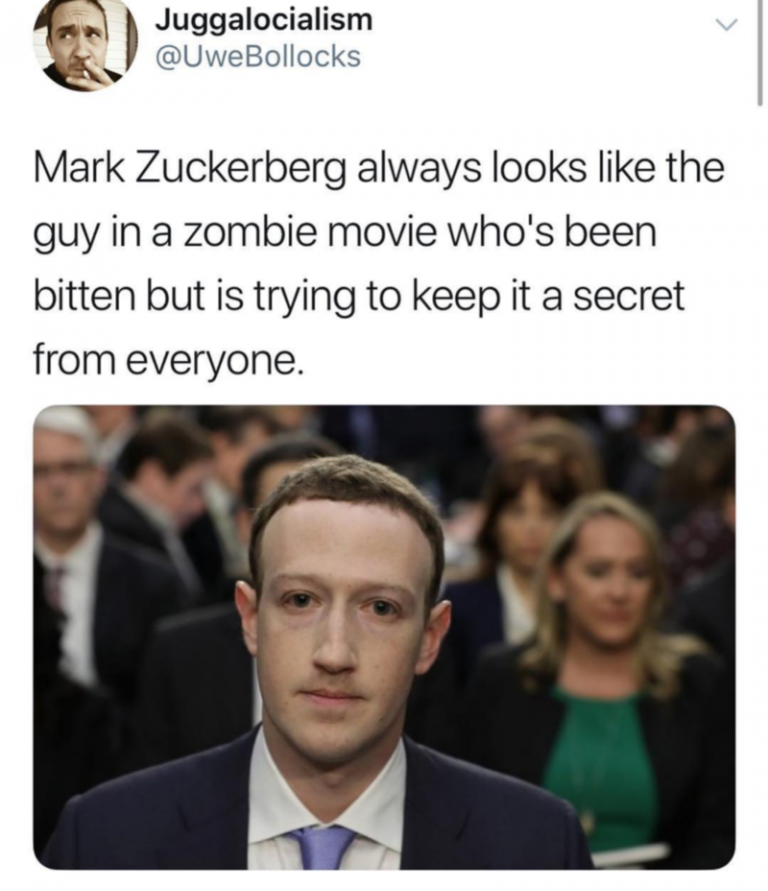 Juggalocialism
@UweBollocks
Mark Zuckerberg always looks like the
guy in a zombie movie who's been
bitten but is trying to keep it a secret
from everyone.